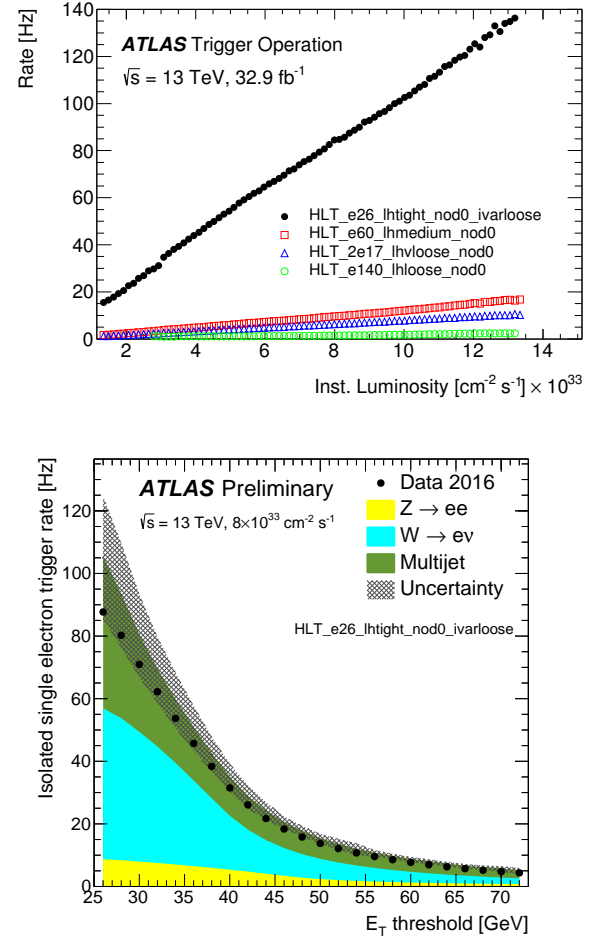 Rate [Hz]
140
120
100
80
60
40
20
0
ATLAS Trigger Operation
√s = 13 TeV, 32.9 fb⁻¹
HLT_e26_lhtight_nod0_ivarloose
HLT_e60_lhmedium_nod0
HLT_2e17_lhvloose_nod0
HLT_e140_lhloose_nod0
2 4 6 8 10 12 14
Inst. Luminosity [cm⁻² s⁻¹] × 10³³
Isolated single electron trigger rate [Hz]
120
100
80
60
40
20
0
ATLAS Preliminary
√s = 13 TeV, 8×10³³ cm⁻² s⁻¹
Data 2016
Z → ee
W → eν
Multijet
Uncertainty
HLT_e26_lhtight_nod0_ivarloose
25 30 35 40 45 50 55 60 65 70
E_T threshold [GeV]